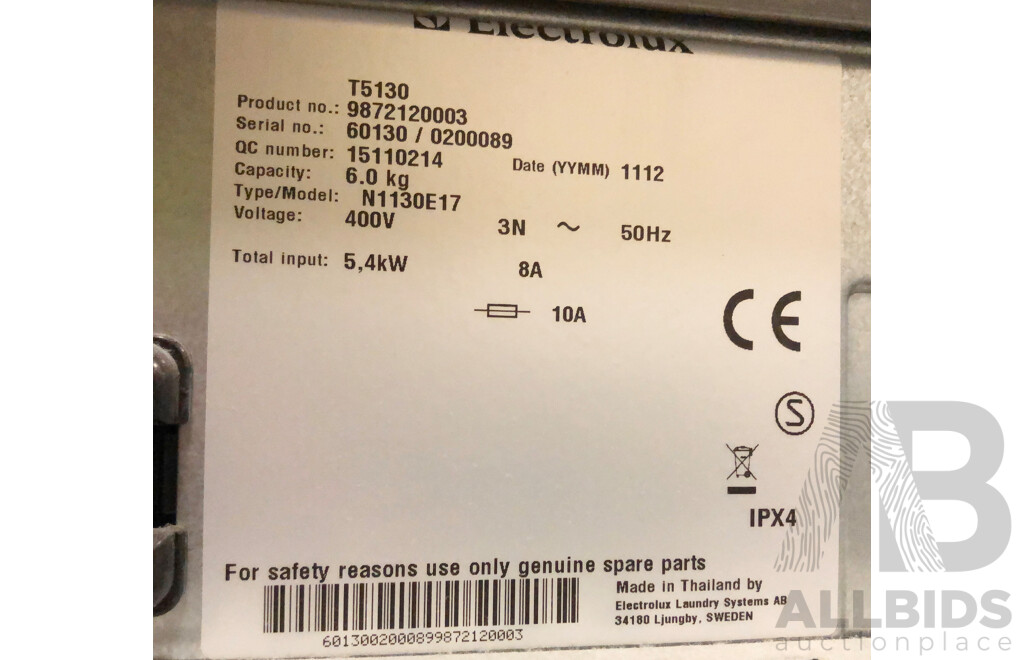 Electrolux
T5130
Product no.: 9872120003
Serial no.: 60130 / 0200089
QC number: 15110214 Date (YYMM) 1112
Capacity: 6.0 kg
Type/Model: N1130E17
Voltage: 400V 3N ~ 50Hz
Total input: 5,4kW 8A
10A
CE
S
IPX4
For safety reasons use only genuine spare parts
Made in Thailand by
Electrolux Laundry Systems AB
34180 Ljungby, SWEDEN
6013002000899872120003
AB
ALLBIDS
auctionplace